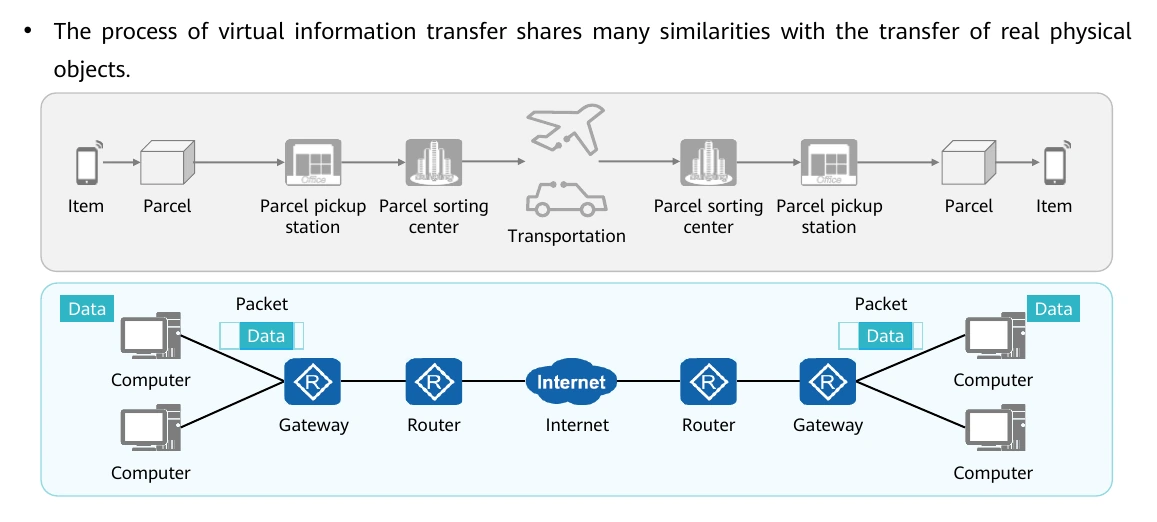 • The process of virtual information transfer shares many similarities with the transfer of real physical
objects.
Item
Parcel
Office
Parcel pickup
station
Parcel sorting
center
Transportation
Parcel sorting
center
Office
Parcel pickup
station
Parcel
Item
Data
Packet
Data
Computer
Computer
R
Gateway
R
Router
Internet
Internet
R
Router
R
Gateway
Packet
Data
Data
Computer
Computer